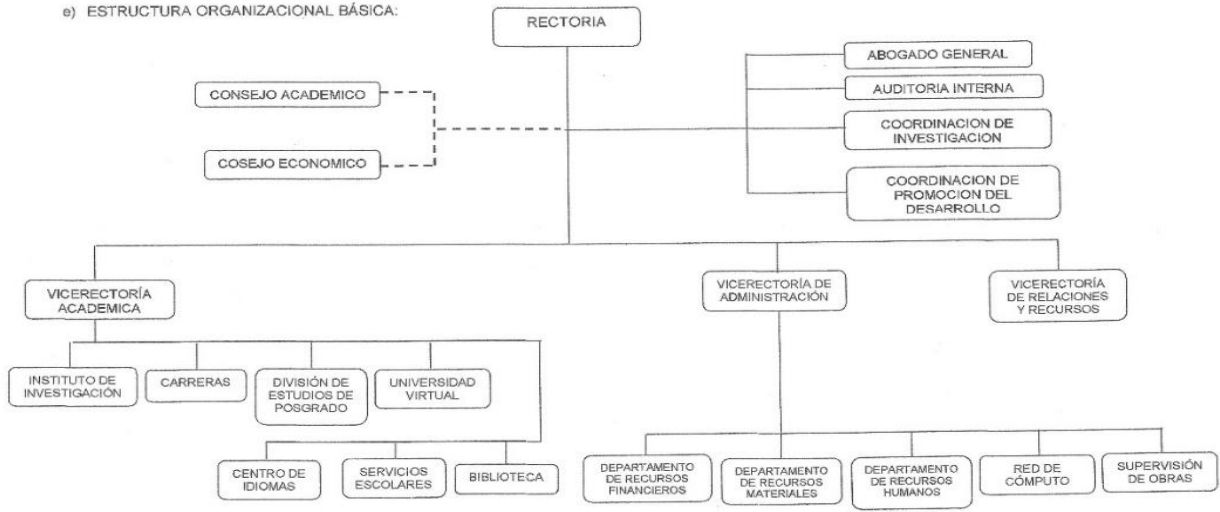 e) ESTRUCTURA ORGANIZACIONAL BÁSICA:
RECTORIA
ABOGADO GENERAL
AUDITORIA INTERNA
CONSEJO ACADEMICO
COORDINACION DE
INVESTIGACION
COSEJO ECONOMICO
COORDINACION DE
PROMOCION DEL
DESARROLLO
VICERECTORÍA
ACADEMICA
VICERECTORÍA DE
ADMINISTRACIÓN
VICERECTORÍA
DE RELACIONES
Y RECURSOS
INSTITUTO DE
INVESTIGACIÓN
CARRERAS
DIVISIÓN DE
ESTUDIOS DE
POSGRADO
UNIVERSIDAD
VIRTUAL
CENTRO DE
IDIOMAS
SERVICIOS
ESCOLARES
BIBLIOTECA
DEPARTAMENTO
DE RECURSOS
FINANCIEROS
DEPARTAMENTO
DE RECURSOS
MATERIALES
DEPARTAMENTO
DE RECURSOS
HUMANOS
RED DE
CÓMPUTO
SUPERVISIÓN
DE OBRAS